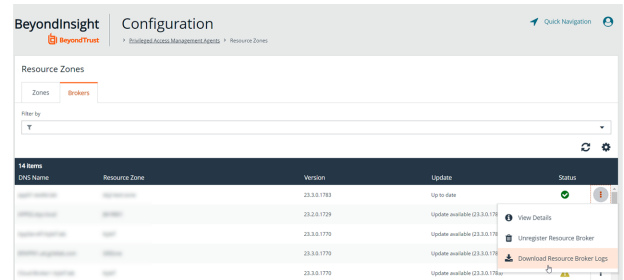 BeyondInsight
BeyondTrust
Configuration
Privileged Access Management Agents
Resource Zones
Quick Navigation
Resource Zones
Zones
Brokers
Filter by
14 Items
DNS Name Resource Zone Version Update Status
23.3.0.1783 Up to date
23.2.0.1729 Update available (23.3.0.178
23.3.0.1770 Update available (23.3.0.178
23.3.0.1770 Update available (23.3.0.178
23.3.0.1770 Update available (23.3.0.1783)
View Details
Unregister Resource Broker
Download Resource Broker Logs